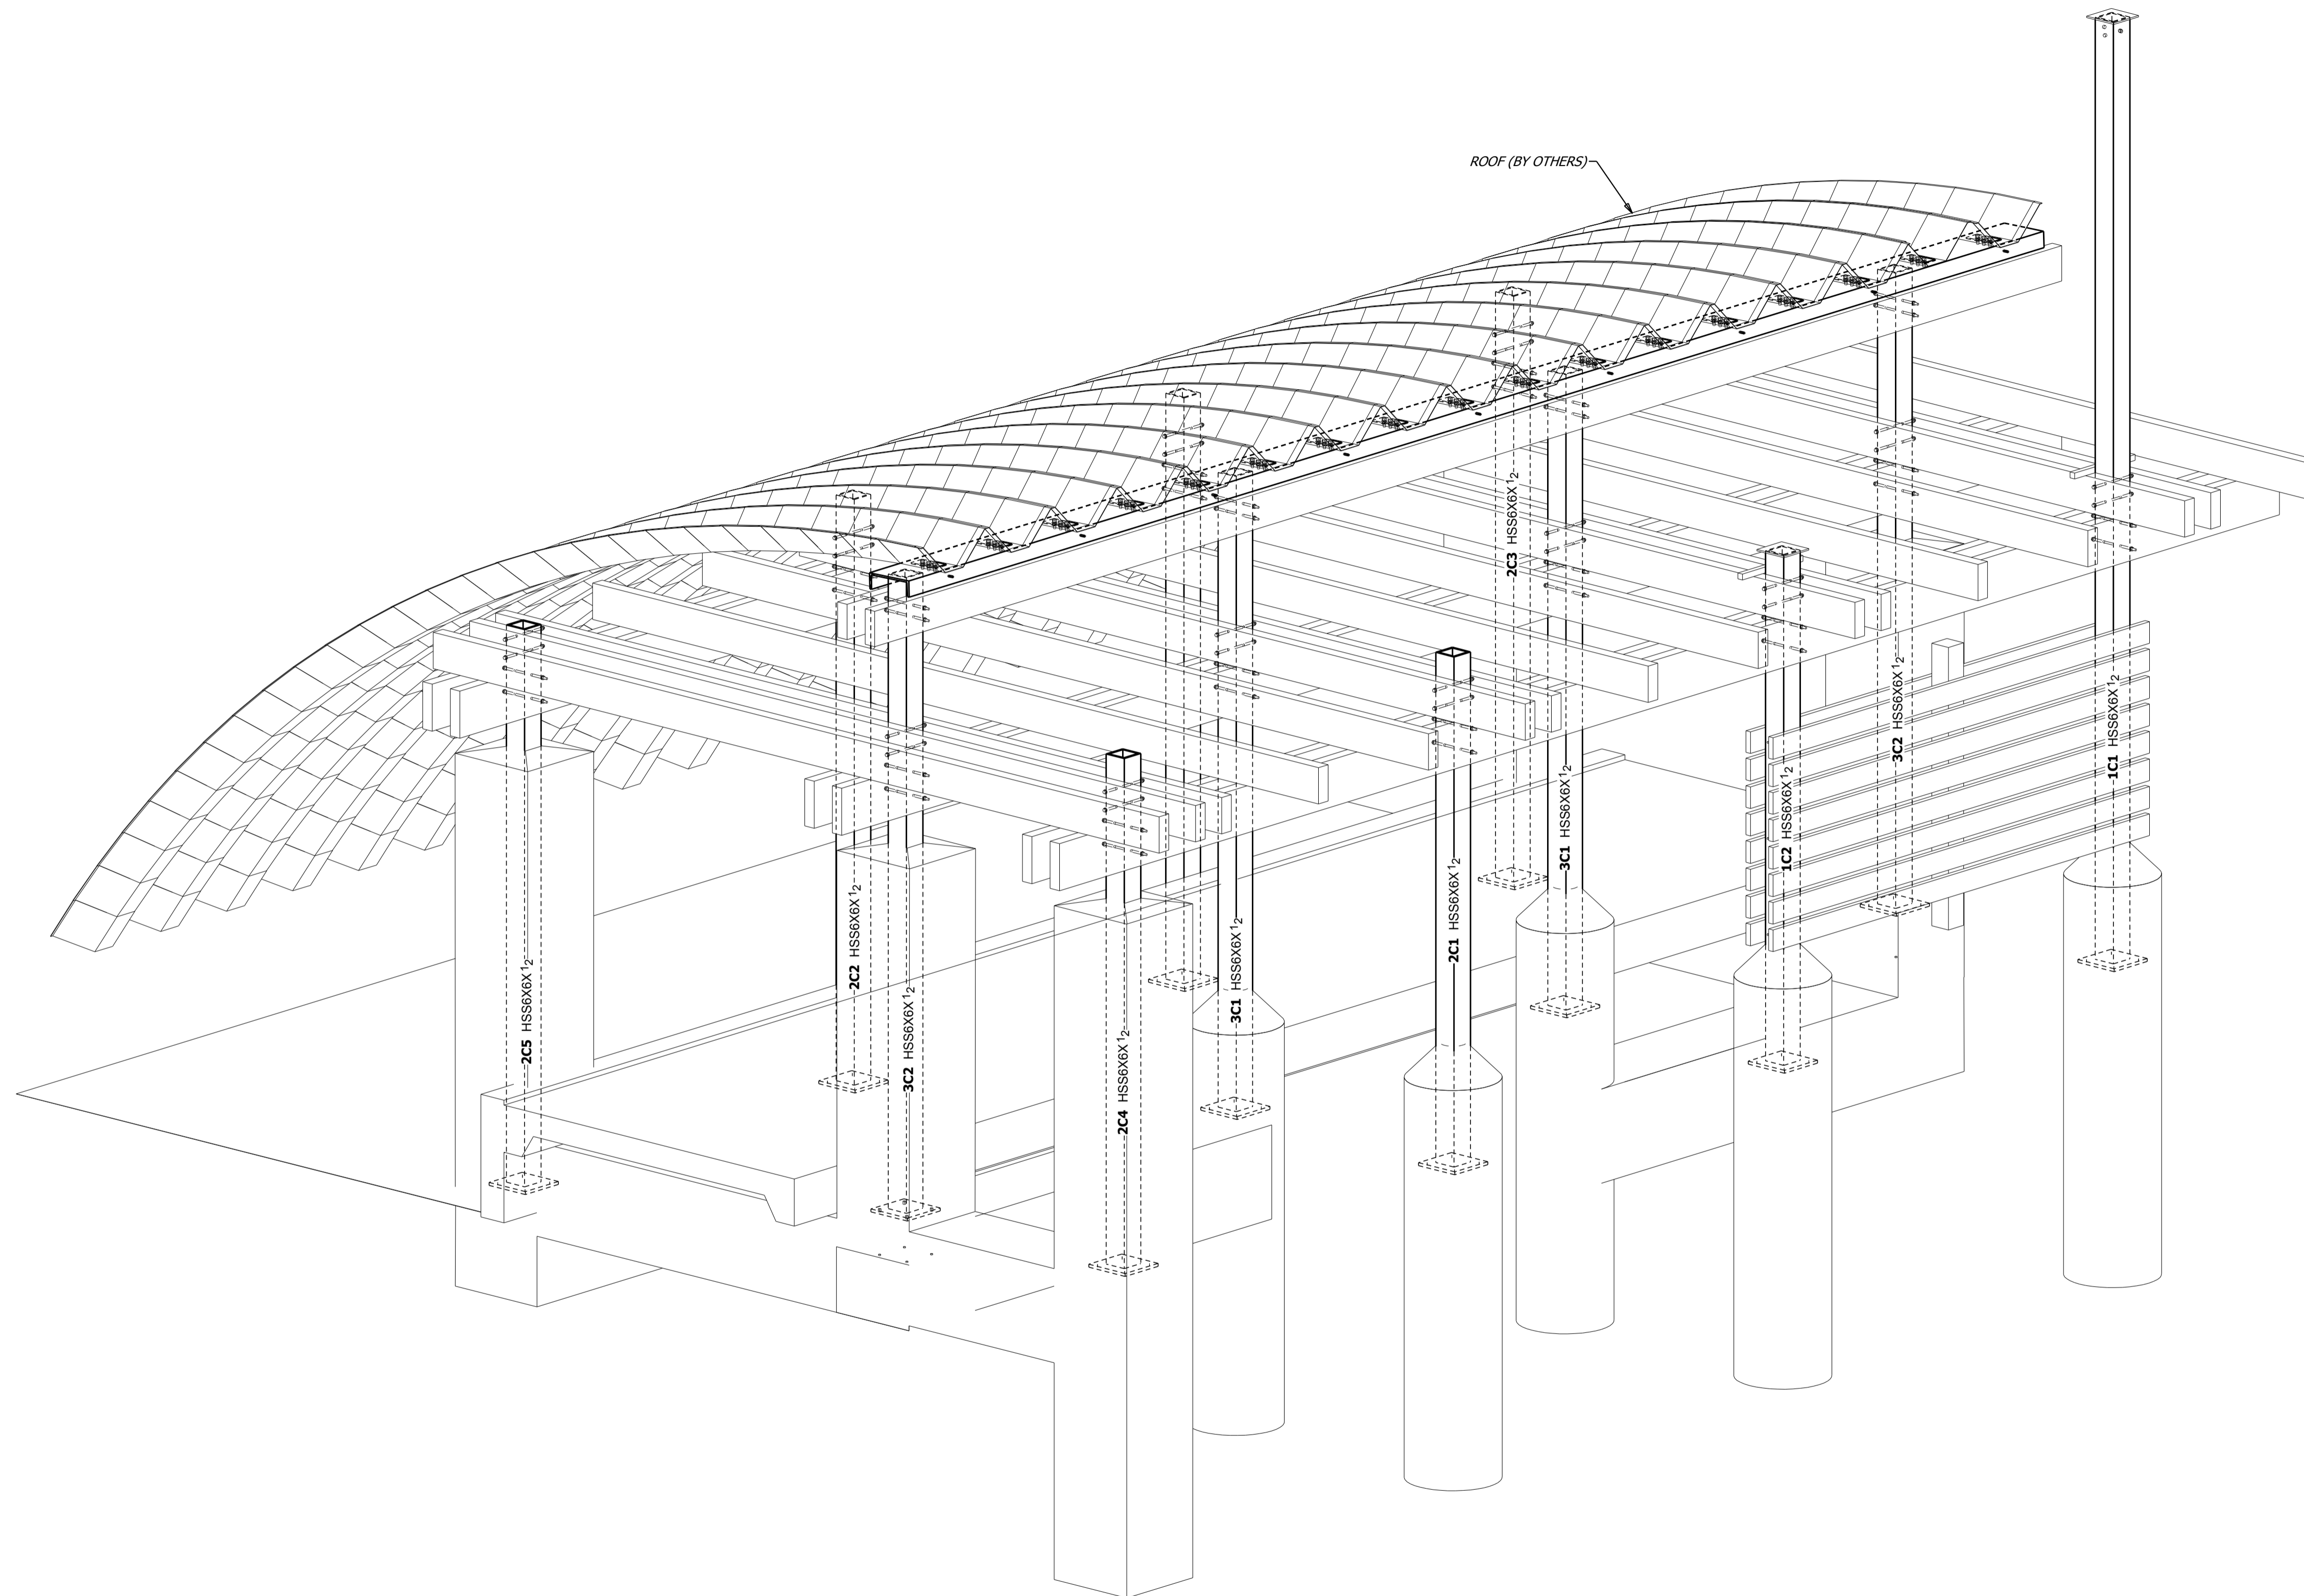 ROOF (BY OTHERS)
2C3 HSS6X6X1/2
3C2 HSS6X6X1/2
1C1 HSS6X6X1/2
3C1 HSS6X6X1/2
1C2 HSS6X6X1/2
2C1 HSS6X6X1/2
2C2 HSS6X6X1/2
3C1 HSS6X6X1/2
2C5 HSS6X6X1/2
3C2 HSS6X6X1/2
2C4 HSS6X6X1/2